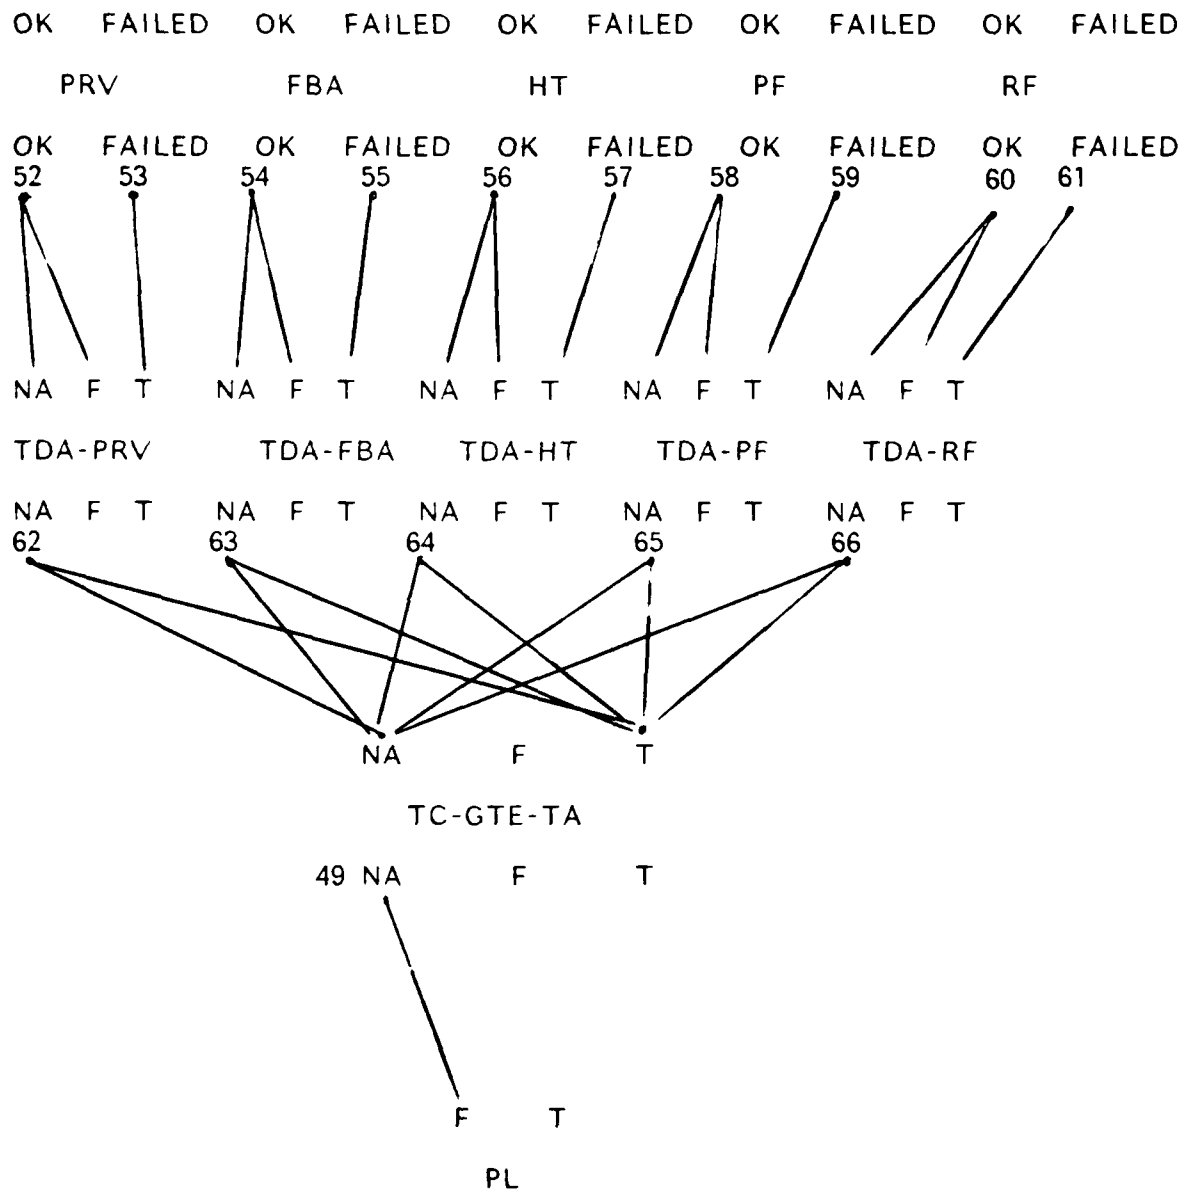 OK FAILED OK FAILED OK FAILED OK FAILED OK FAILED
PRV FBA HT PF RF
OK FAILED OK FAILED OK FAILED OK FAILED OK FAILED
52 53 54 55 56 57 58 59 60 61
NA F T NA F T NA F T NA F T NA F T
TDA-PRV TDA-FBA TDA-HT TDA-PF TDA-RF
NA F T NA F T NA F T NA F T NA F T
62 63 64 65 66
NA F T
TC-GTE-TA
49 NA F T
F T
PL